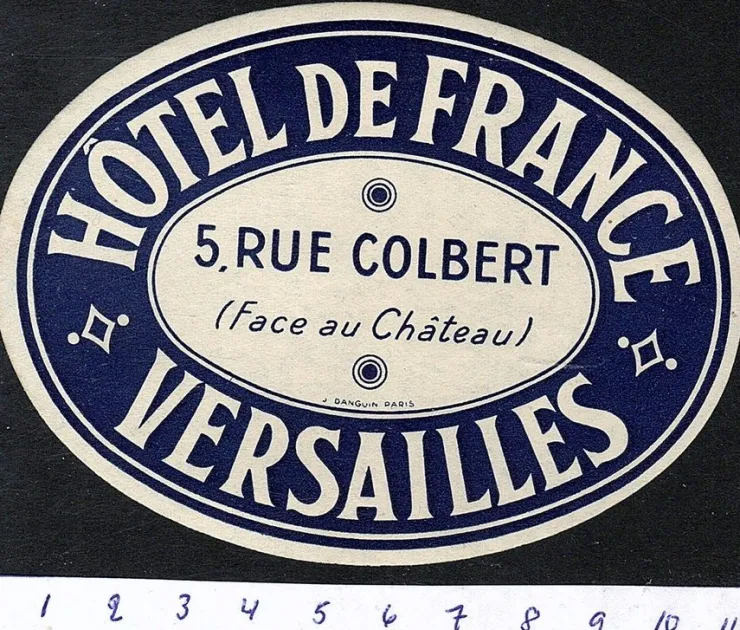 HÔTEL DE FRANCE
5, RUE COLBERT
(Face au Château)
J DANGUIN PARIS
VERSAILLES
1 2 3 4 5 6 7 8 9 10 11